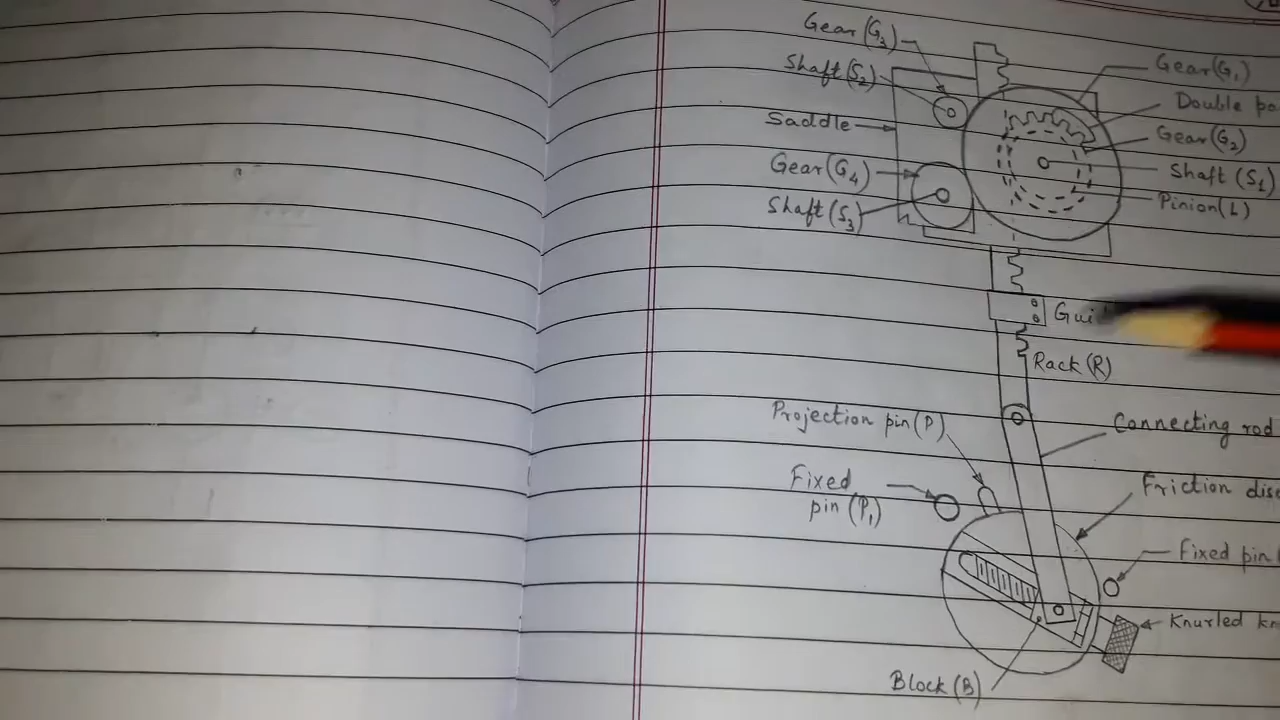 Gear (G3)
Shaft (S2)
Saddle
Gear (G4)
Shaft (S3)
Gear (G1)
Double
Gear (G2)
Shaft (S1)
Pinion (L)
Rack (R)
Projection pin (P)
Connecting rod
Fixed
pin (P1)
Friction
Fixed pin
Knurled
Block (B)